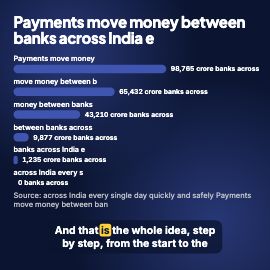 Payments move money between
banks across India e
Payments move money
98,765 crore banks across
move money between b
65,432 crore banks across
money between banks
43,210 crore banks across
between banks across
9,877 crore banks across
banks across India e
1,235 crore banks across
across India every s
0 banks across
Source: across India every single day quickly and safely Payments
move money between ban
And that is the whole idea, step
by step, from the start to the